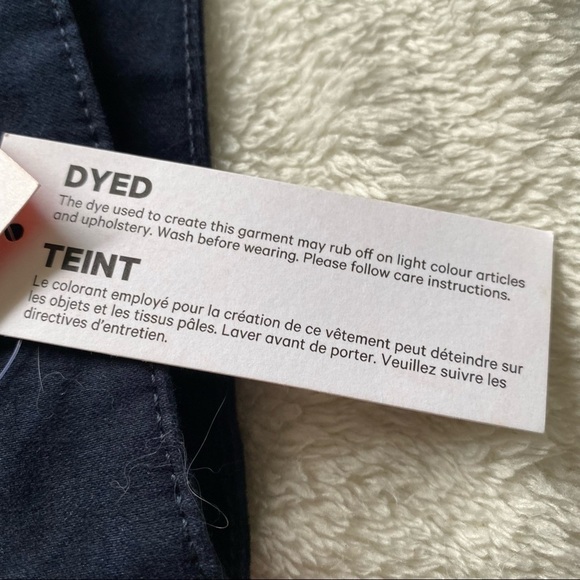 DYED
The dye used to create this garment may rub off on light colour articles
and upholstery. Wash before wearing. Please follow care instructions.
TEINT
Le colorant employé pour la création de ce vêtement peut déteindre sur
les objets et les tissus pâles. Laver avant de porter. Veuillez suivre les
directives d'entretien.